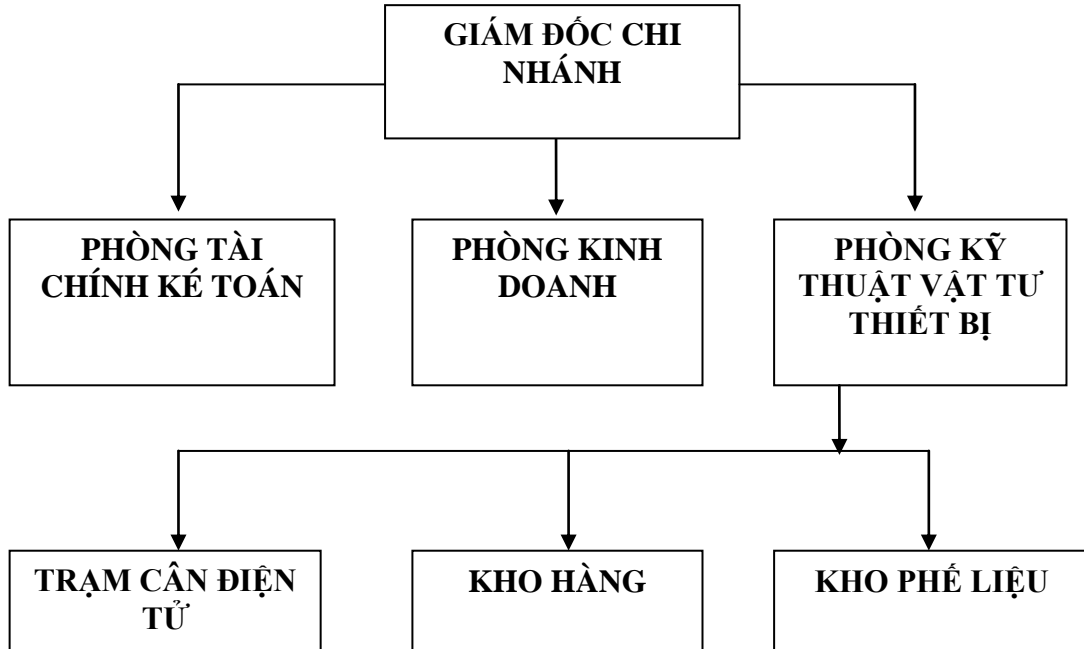 GIÁM ĐỐC CHI
NHÁNH
PHÒNG TÀI
CHÍNH KÉ TOÁN
PHÒNG KINH
DOANH
PHÒNG KỸ
THUẬT VẬT TƯ
THIẾT BỊ
TRẠM CÂN ĐIỆN
TỬ
KHO HÀNG
KHO PHẾ LIỆU